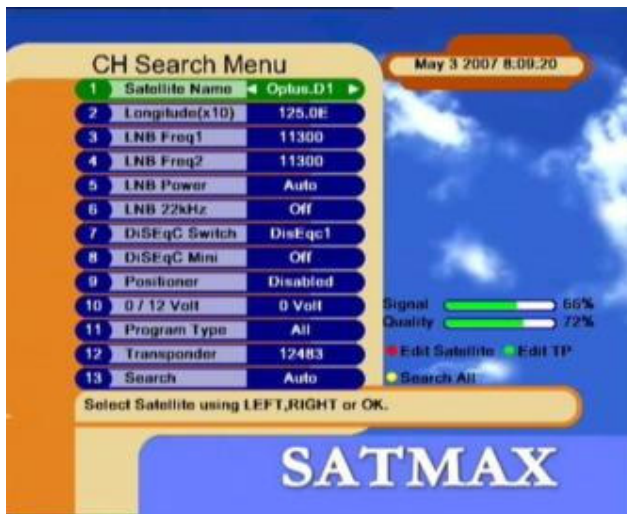 CH Search Menu
May 3 2007 8:09:20
1 Satellite Name Optus.D1
2 Longitude(x10) 125.0E
3 LNB Freq1 11300
4 LNB Freq2 11300
5 LNB Power Auto
6 LNB 22kHz Off
7 DiSEqC Switch DisEqc1
8 DiSEqC Mini Off
9 Positioner Disabled
10 0 / 12 Volt 0 Volt
11 Program Type All
12 Transponder 12483
13 Search Auto
Signal 66%
Quality 72%
Edit Satellite Edit TP
Search All
Select Satellite using LEFT,RIGHT or OK.
SATMAX